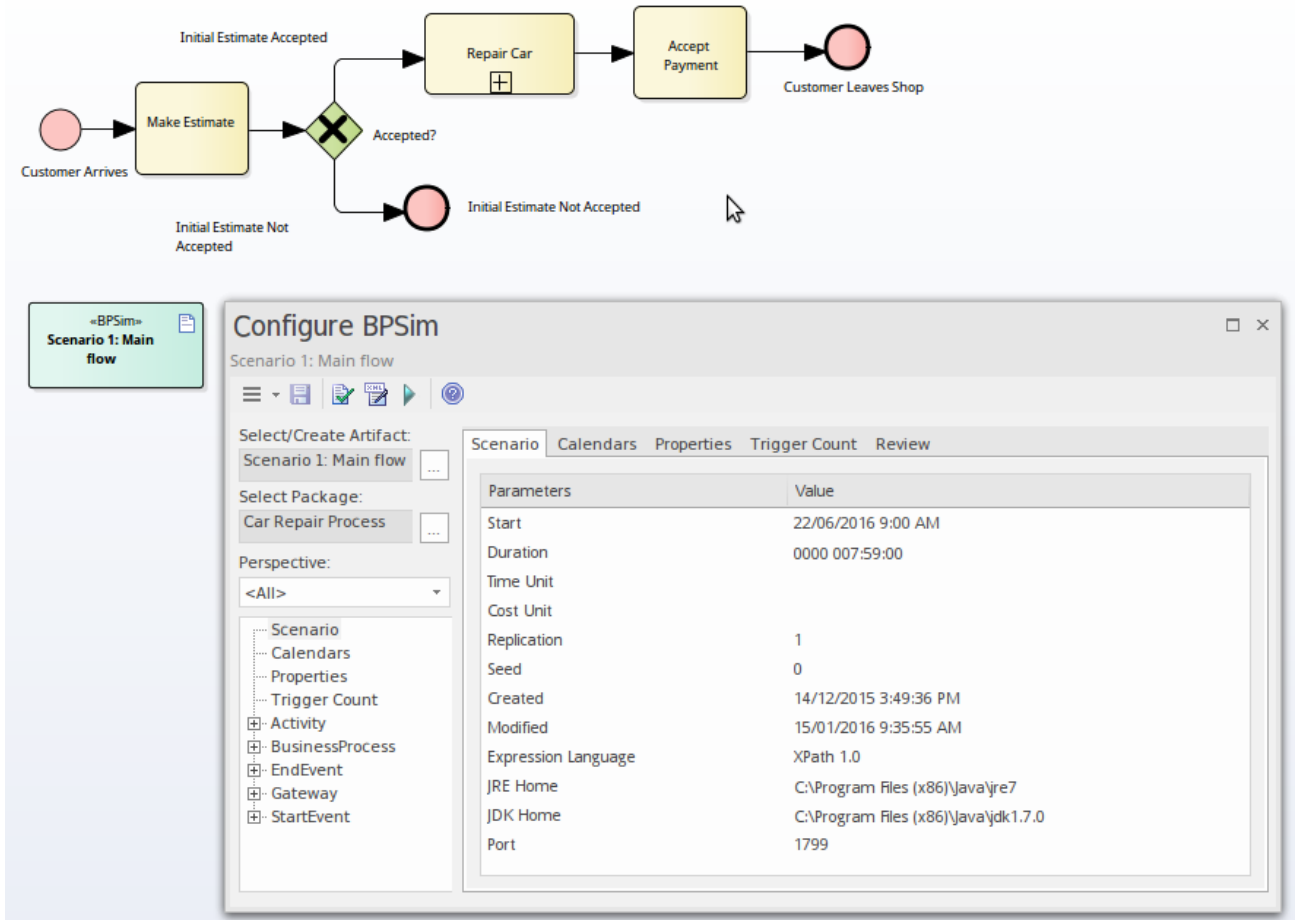 Initial Estimate Accepted
Repair Car
Accept
Payment
Customer Leaves Shop
Make Estimate
Accepted?
Customer Arrives
Initial Estimate Not Accepted
Initial Estimate Not
Accepted
«BPSim»
Scenario 1: Main
flow
Configure BPSim
Scenario 1: Main flow
Select/Create Artifact:
Scenario 1: Main flow
...
Select Package:
Car Repair Process
...
Perspective:
<All>
Scenario
Calendars
Properties
Trigger Count
Activity
BusinessProcess
EndEvent
Gateway
StartEvent
Scenario Calendars Properties Trigger Count Review
Parameters Value
Start 22/06/2016 9:00 AM
Duration 0000 007:59:00
Time Unit
Cost Unit
Replication 1
Seed 0
Created 14/12/2015 3:49:36 PM
Modified 15/01/2016 9:35:55 AM
Expression Language XPath 1.0
JRE Home C:\Program Files (x86)\Java\jre7
JDK Home C:\Program Files (x86)\Java\jdk1.7.0
Port 1799